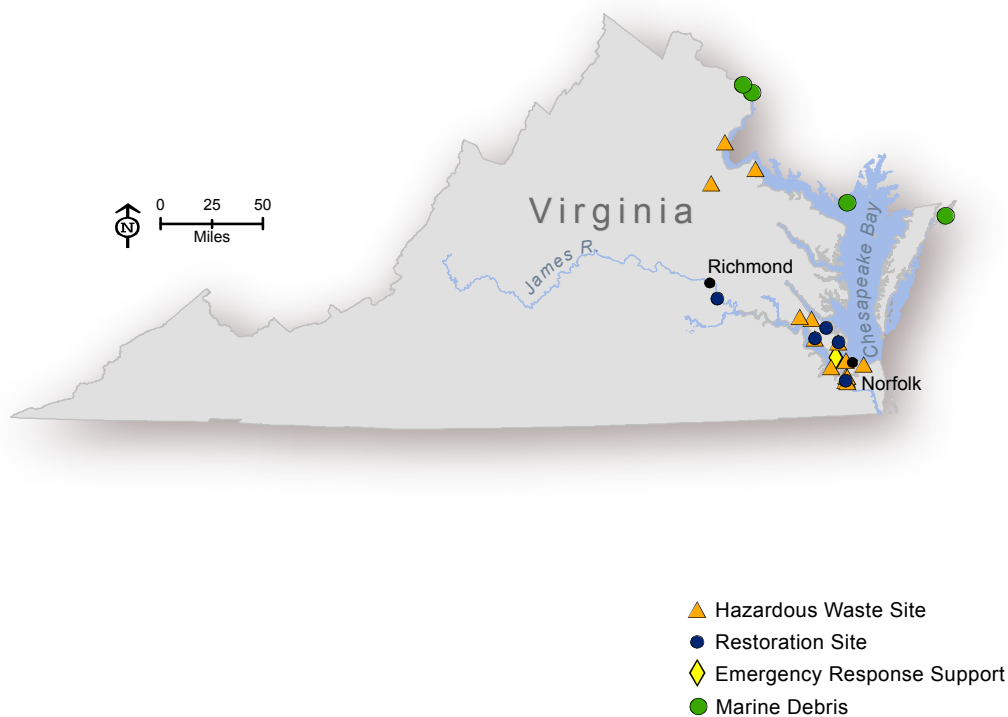 0 25 50
Miles
N
Virginia
Chesapeake Bay
James R.
Richmond
Norfolk
Hazardous Waste Site
Restoration Site
Emergency Response Support
Marine Debris